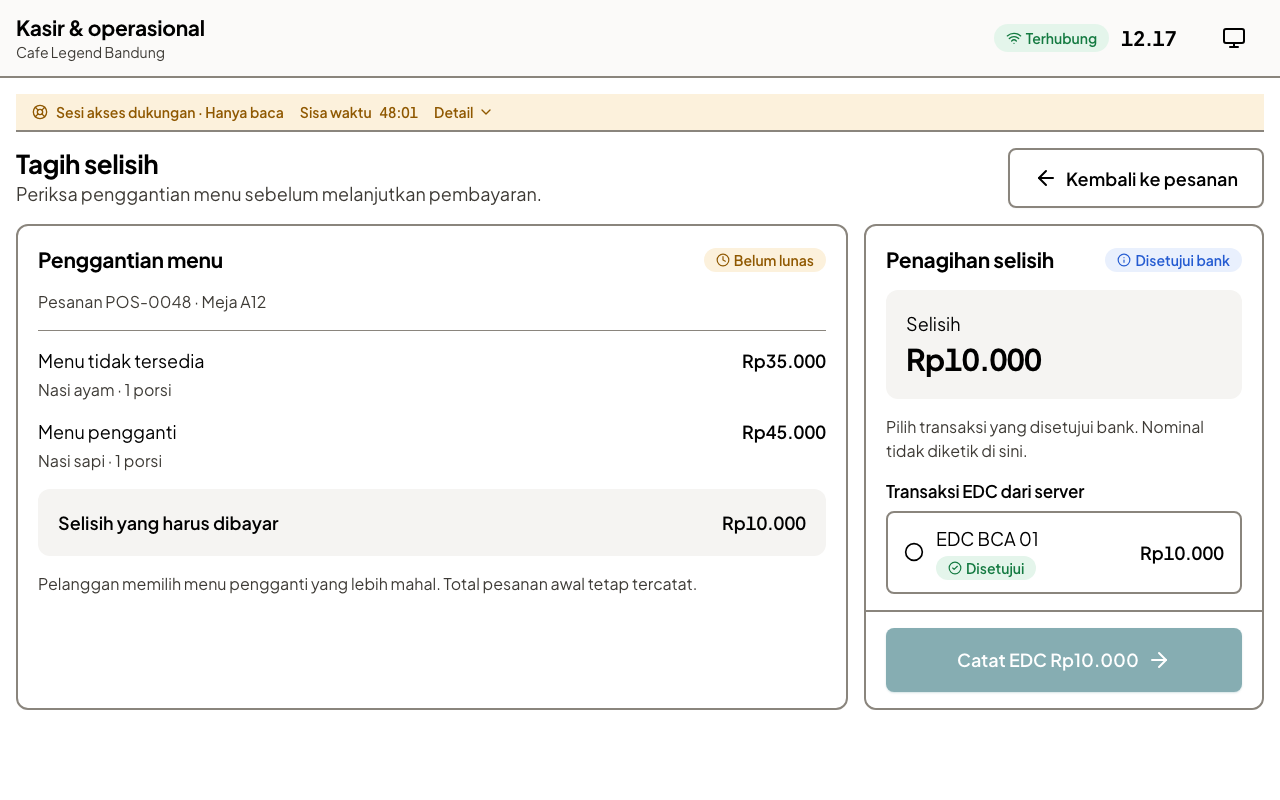 Kasir & operasional
Cafe Legend Bandung
Terhubung
12.17
Sesi akses dukungan · Hanya baca Sisa waktu 48:01 Detail
Tagih selisih
Periksa penggantian menu sebelum melanjutkan pembayaran.
Kembali ke pesanan
Penggantian menu
Belum lunas
Pesanan POS-0048 · Meja A12
Menu tidak tersedia Rp35.000
Nasi ayam · 1 porsi
Menu pengganti Rp45.000
Nasi sapi · 1 porsi
Selisih yang harus dibayar Rp10.000
Pelanggan memilih menu pengganti yang lebih mahal. Total pesanan awal tetap tercatat.
Penagihan selisih
Disetujui bank
Selisih
Rp10.000
Pilih transaksi yang disetujui bank. Nominal
tidak diketik di sini.
Transaksi EDC dari server
EDC BCA 01
Disetujui
Rp10.000
Catat EDC Rp10.000